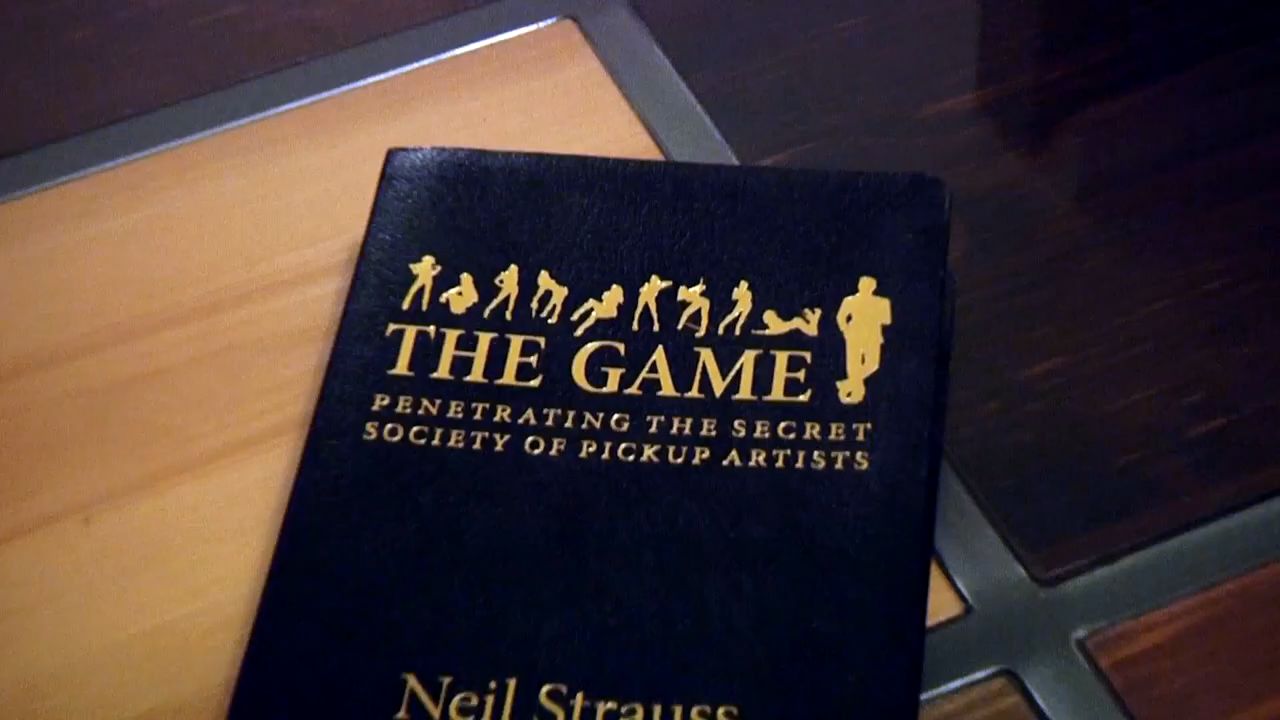 THE GAME
PENETRATING THE SECRET
SOCIETY OF PICKUP ARTISTS
Neil Strauss